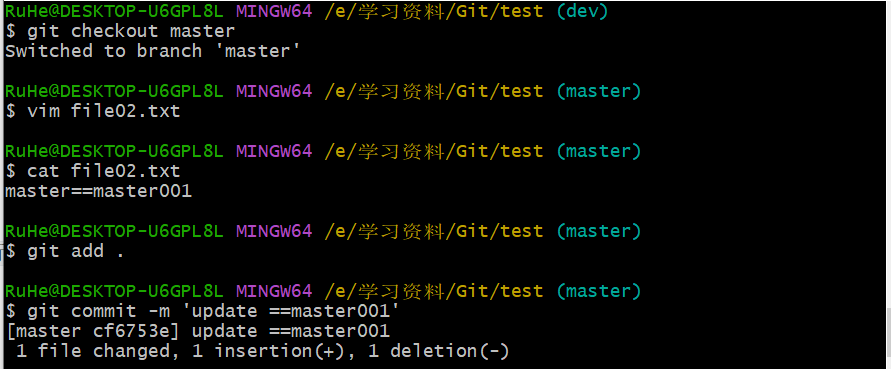 RuHe@DESKTOP-U6GPL8L MINGW64 /e/学习资料/Git/test (dev)
$ git checkout master
Switched to branch 'master'
RuHe@DESKTOP-U6GPL8L MINGW64 /e/学习资料/Git/test (master)
$ vim file02.txt
RuHe@DESKTOP-U6GPL8L MINGW64 /e/学习资料/Git/test (master)
$ cat file02.txt
master==master001
RuHe@DESKTOP-U6GPL8L MINGW64 /e/学习资料/Git/test (master)
$ git add .
RuHe@DESKTOP-U6GPL8L MINGW64 /e/学习资料/Git/test (master)
$ git commit -m 'update ==master001'
[master cf6753e] update ==master001
 1 file changed, 1 insertion(+), 1 deletion(-)